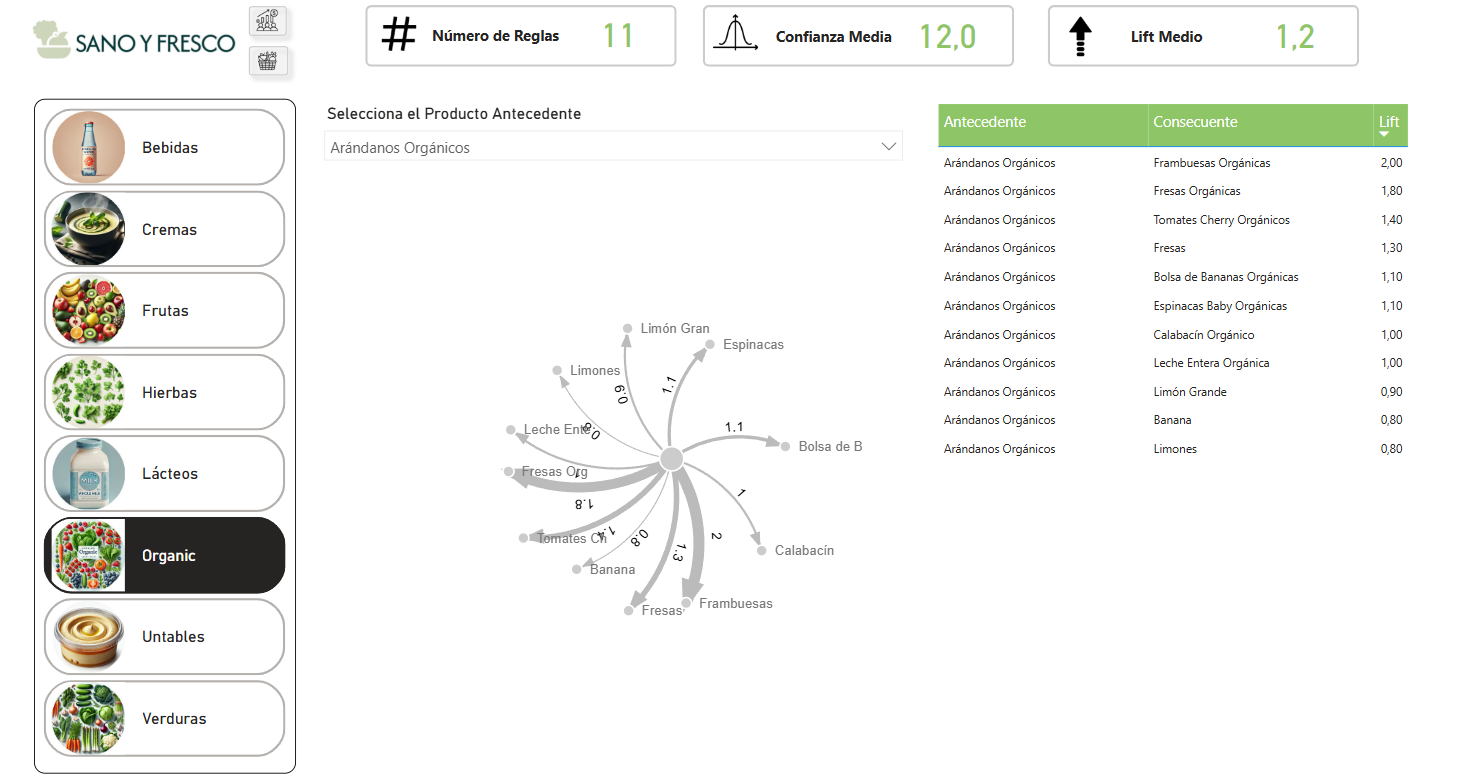 SANO Y FRESCO
Número de Reglas 11
Confianza Media 12,0
Lift Medio 1,2
Bebidas
Cremas
Frutas
Hierbas
Lácteos
Organic
Untables
Verduras
Selecciona el Producto Antecedente
Arándanos Orgánicos
Limón Gran
Espinacas
Limones
1.1
0.9
Leche Ente
0.8
1.1
Bolsa de B
Fresas Org
1
1
1.8
Tomates Ch
1.4
0.8
2
1.3
Calabacín
Banana
Frambuesas
Fresas
Antecedente Consecuente Lift
Arándanos Orgánicos Frambuesas Orgánicas 2,00
Arándanos Orgánicos Fresas Orgánicas 1,80
Arándanos Orgánicos Tomates Cherry Orgánicos 1,40
Arándanos Orgánicos Fresas 1,30
Arándanos Orgánicos Bolsa de Bananas Orgánicas 1,10
Arándanos Orgánicos Espinacas Baby Orgánicas 1,10
Arándanos Orgánicos Calabacín Orgánico 1,00
Arándanos Orgánicos Leche Entera Orgánica 1,00
Arándanos Orgánicos Limón Grande 0,90
Arándanos Orgánicos Banana 0,80
Arándanos Orgánicos Limones 0,80